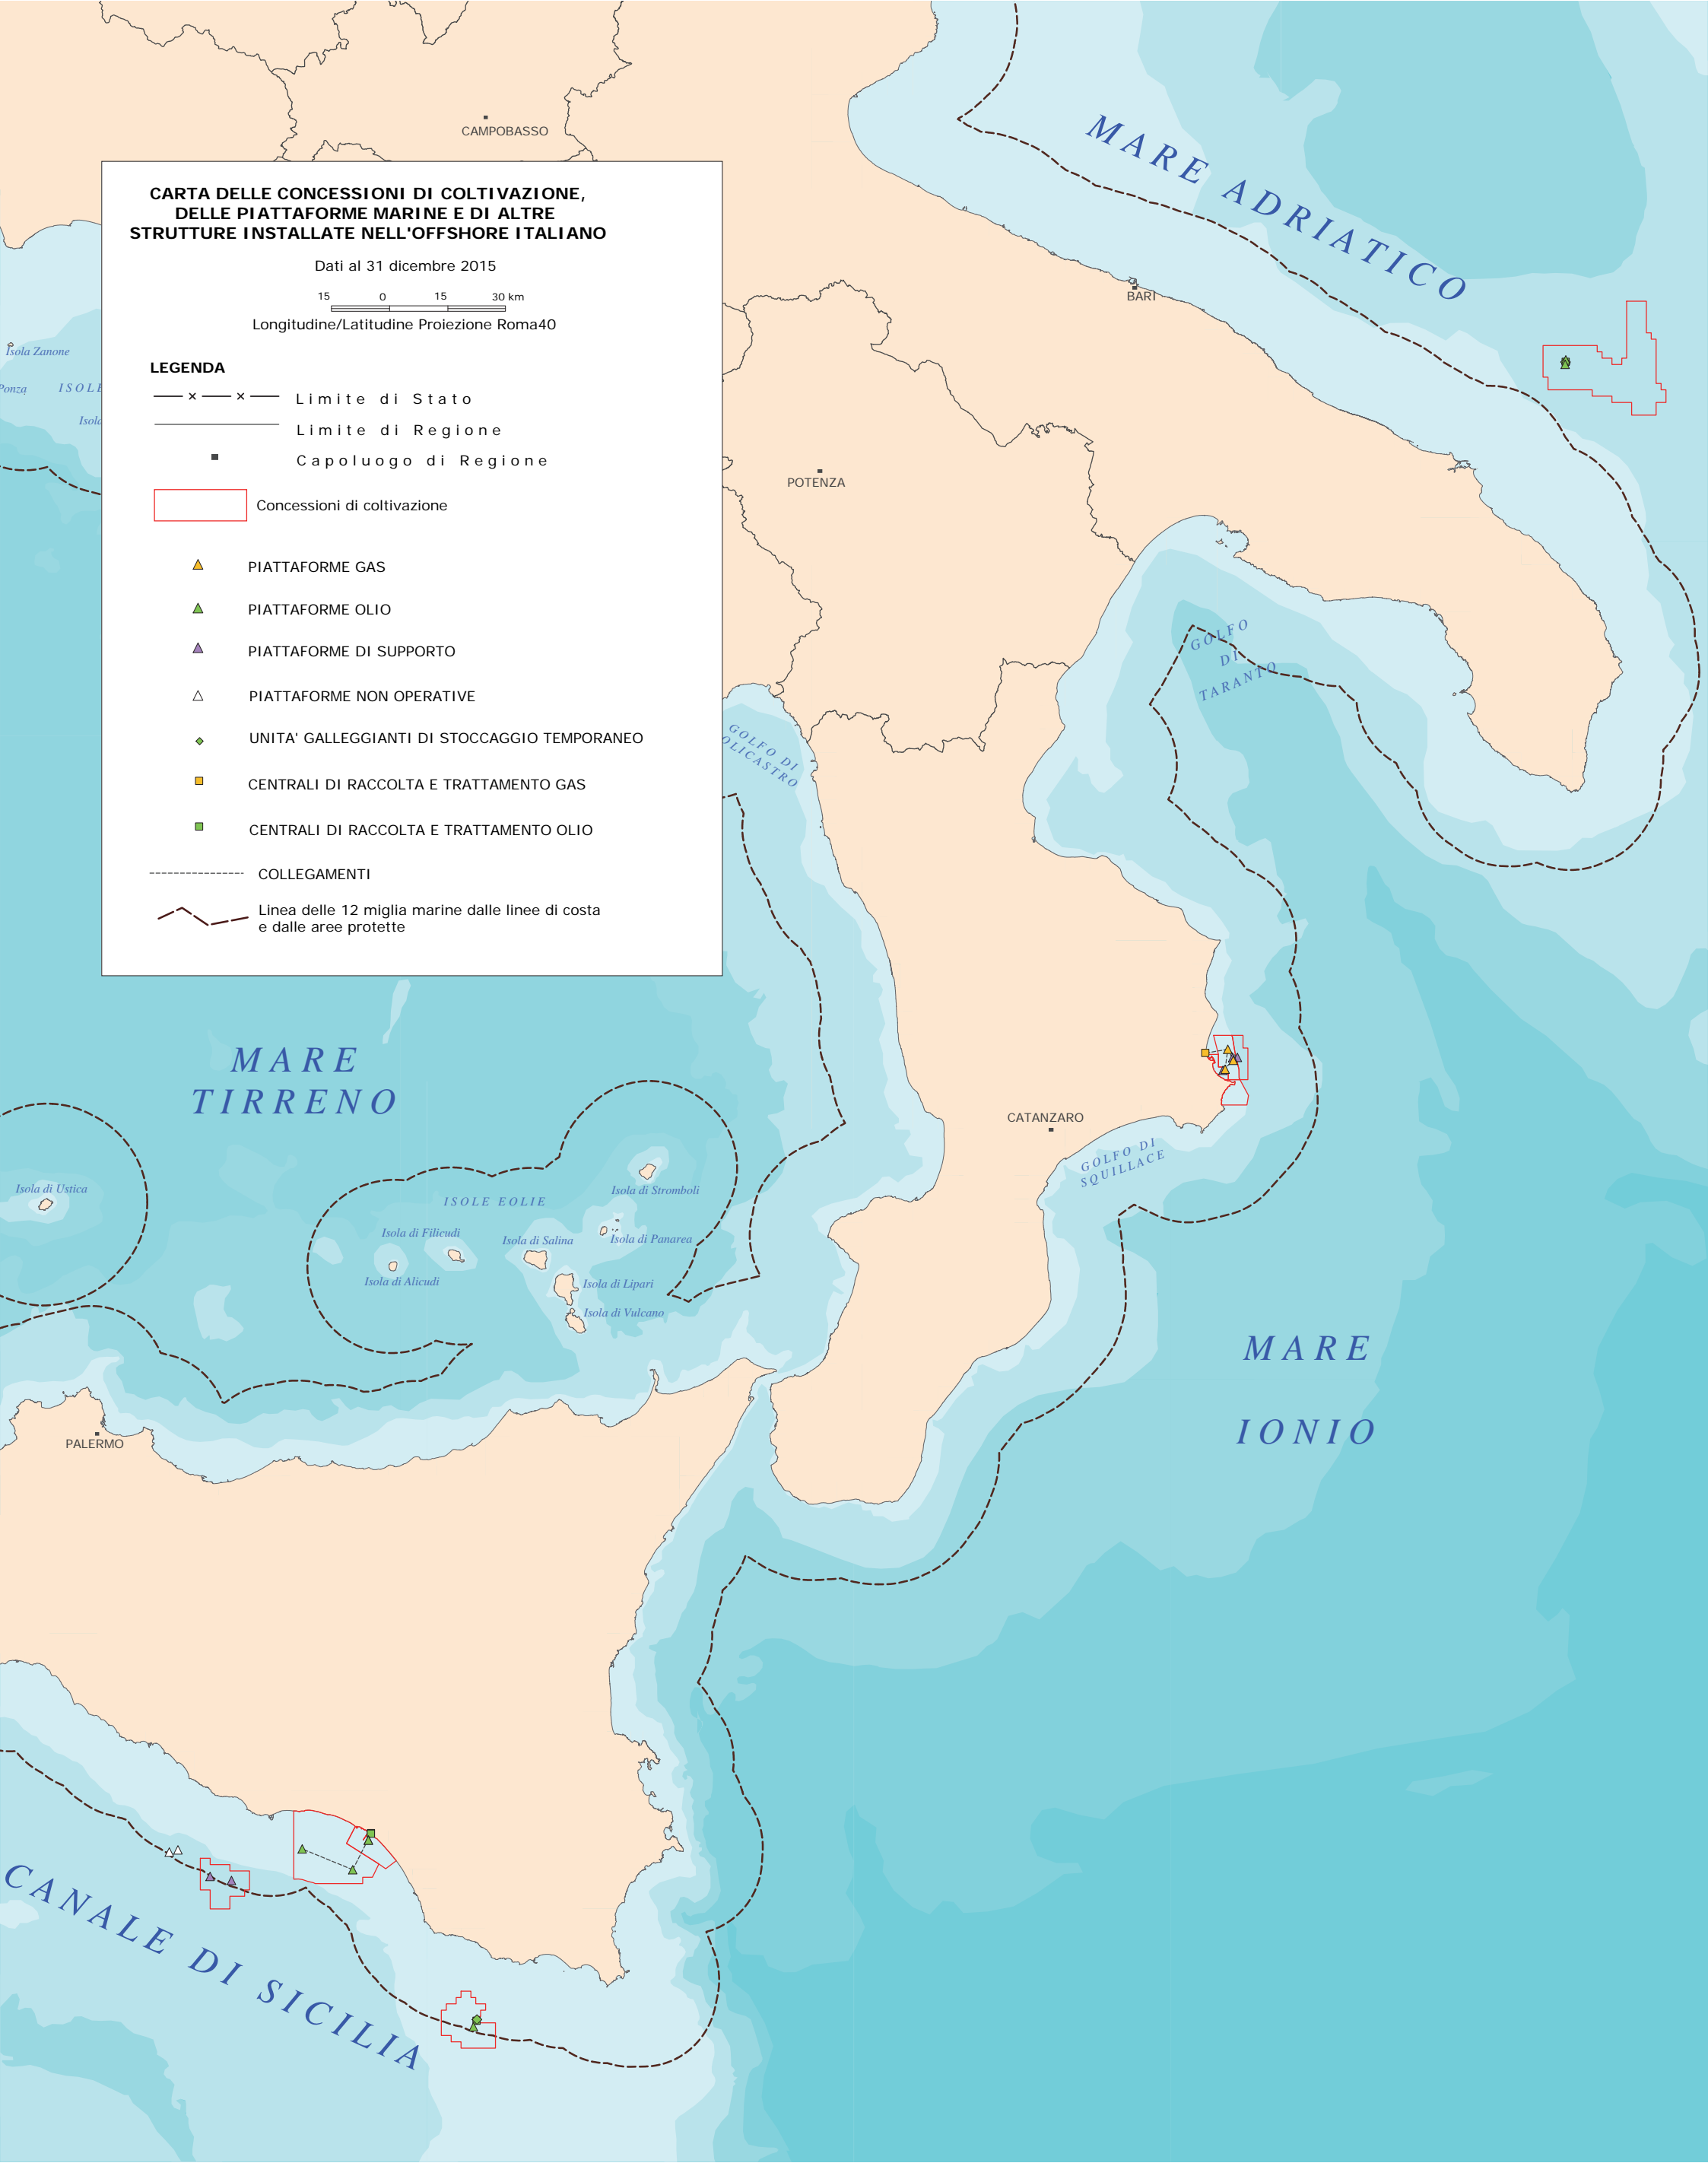 CAMPOBASSO
MARE ADRIATICO
CARTA DELLE CONCESSIONI DI COLTIVAZIONE,
DELLE PIATTAFORME MARINE E DI ALTRE
STRUTTURE INSTALLATE NELL'OFFSHORE ITALIANO
Dati al 31 dicembre 2015
15 0 15 30 km
Longitudine/Latitudine Proiezione Roma40
LEGENDA
Limite di Stato
Limite di Regione
Capoluogo di Regione
Concessioni di coltivazione
PIATTAFORME GAS
PIATTAFORME OLIO
PIATTAFORME DI SUPPORTO
PIATTAFORME NON OPERATIVE
UNITA' GALLEGGIANTI DI STOCCAGGIO TEMPORANEO
CENTRALI DI RACCOLTA E TRATTAMENTO GAS
CENTRALI DI RACCOLTA E TRATTAMENTO OLIO
COLLEGAMENTI
Linea delle 12 miglia marine dalle linee di costa
e dalle aree protette
BARI
Isola Zanone
Ponza
ISOLE
Isola
POTENZA
GOLFO
DI
TARANTO
GOLFO DI
OLICASTRO
MARE
TIRRENO
CATANZARO
GOLFO DI
SQUILLACE
Isola di Ustica
ISOLE EOLIE
Isola di Stromboli
Isola di Filicudi
Isola di Salina
Isola di Panarea
Isola di Alicudi
Isola di Lipari
Isola di Vulcano
MARE
IONIO
PALERMO
CANALE DI SICILIA